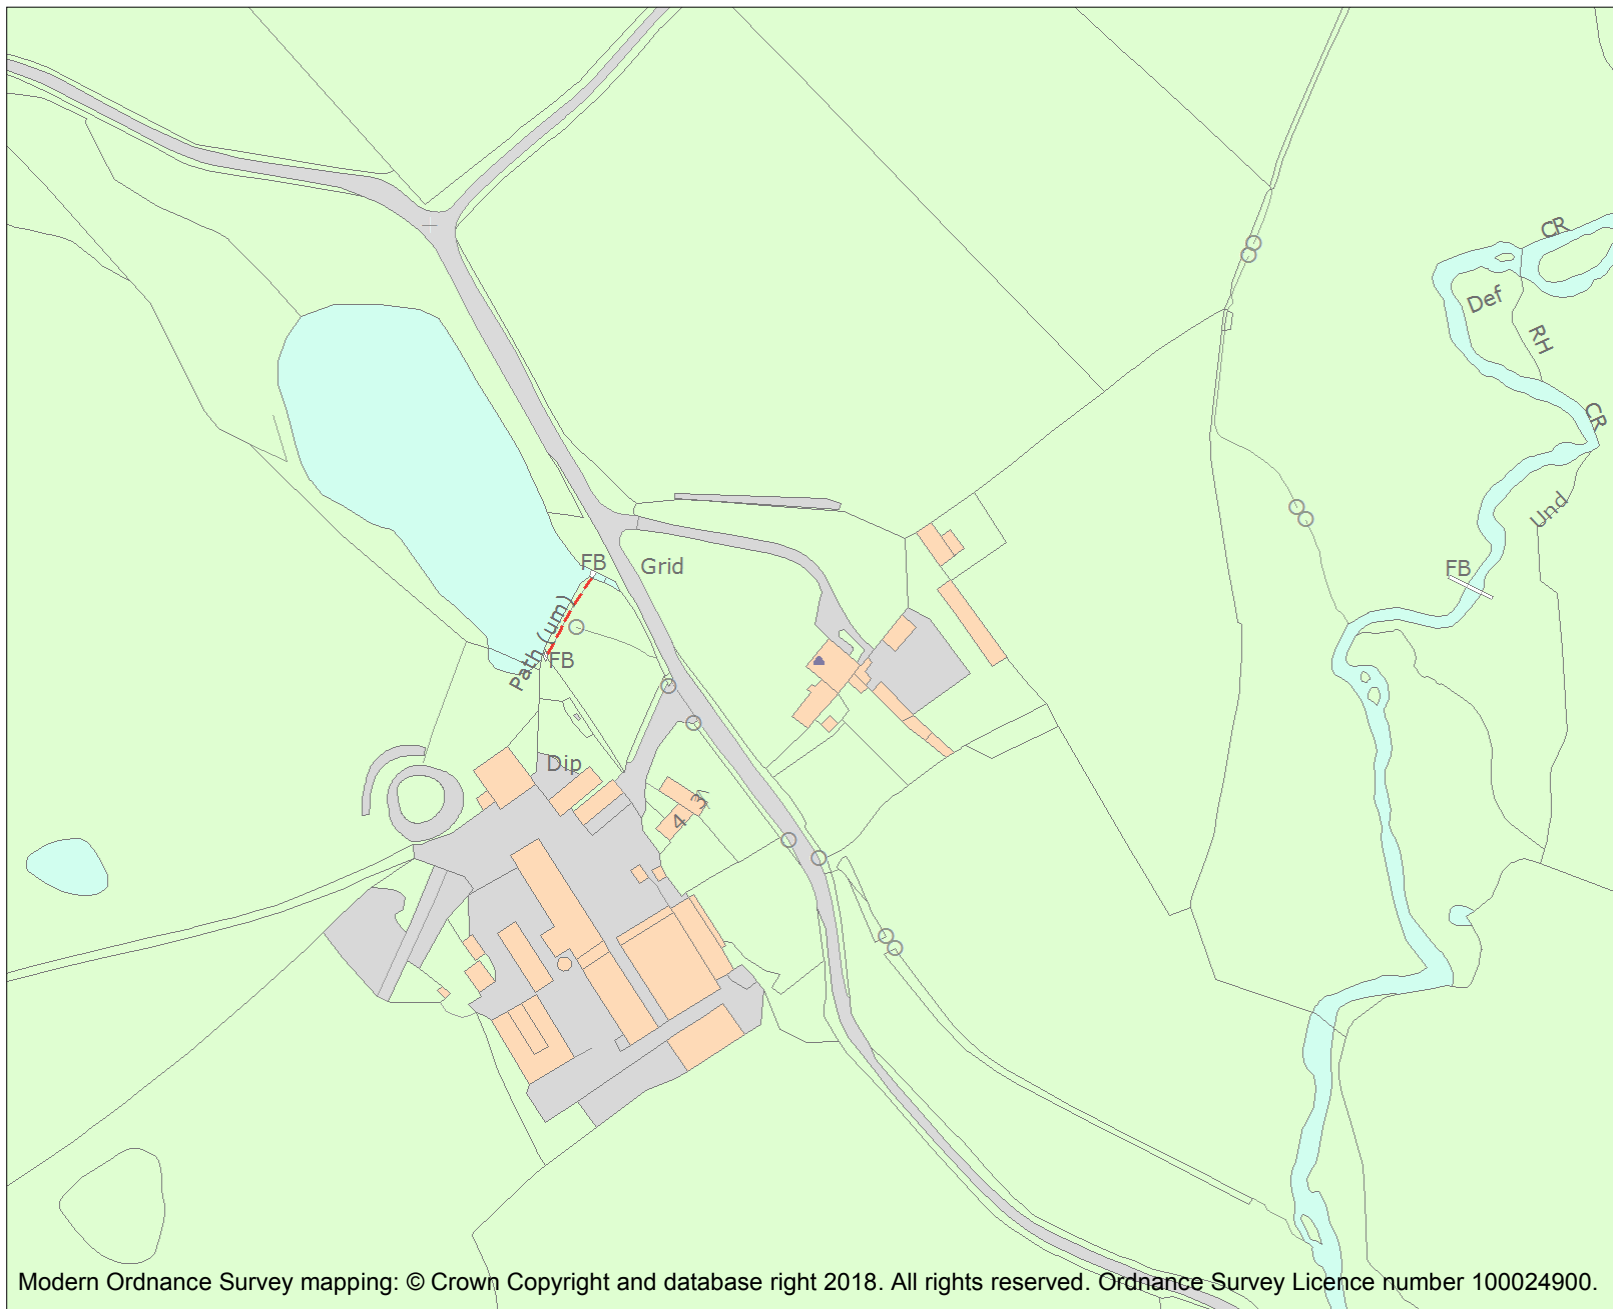 CR
Def
RH
CR
Und
FB
FB
Grid
Path (um)
FB
Dip
3
4
Modern Ordnance Survey mapping: © Crown Copyright and database right 2018. All rights reserved. Ordnance Survey Licence number 100024900.